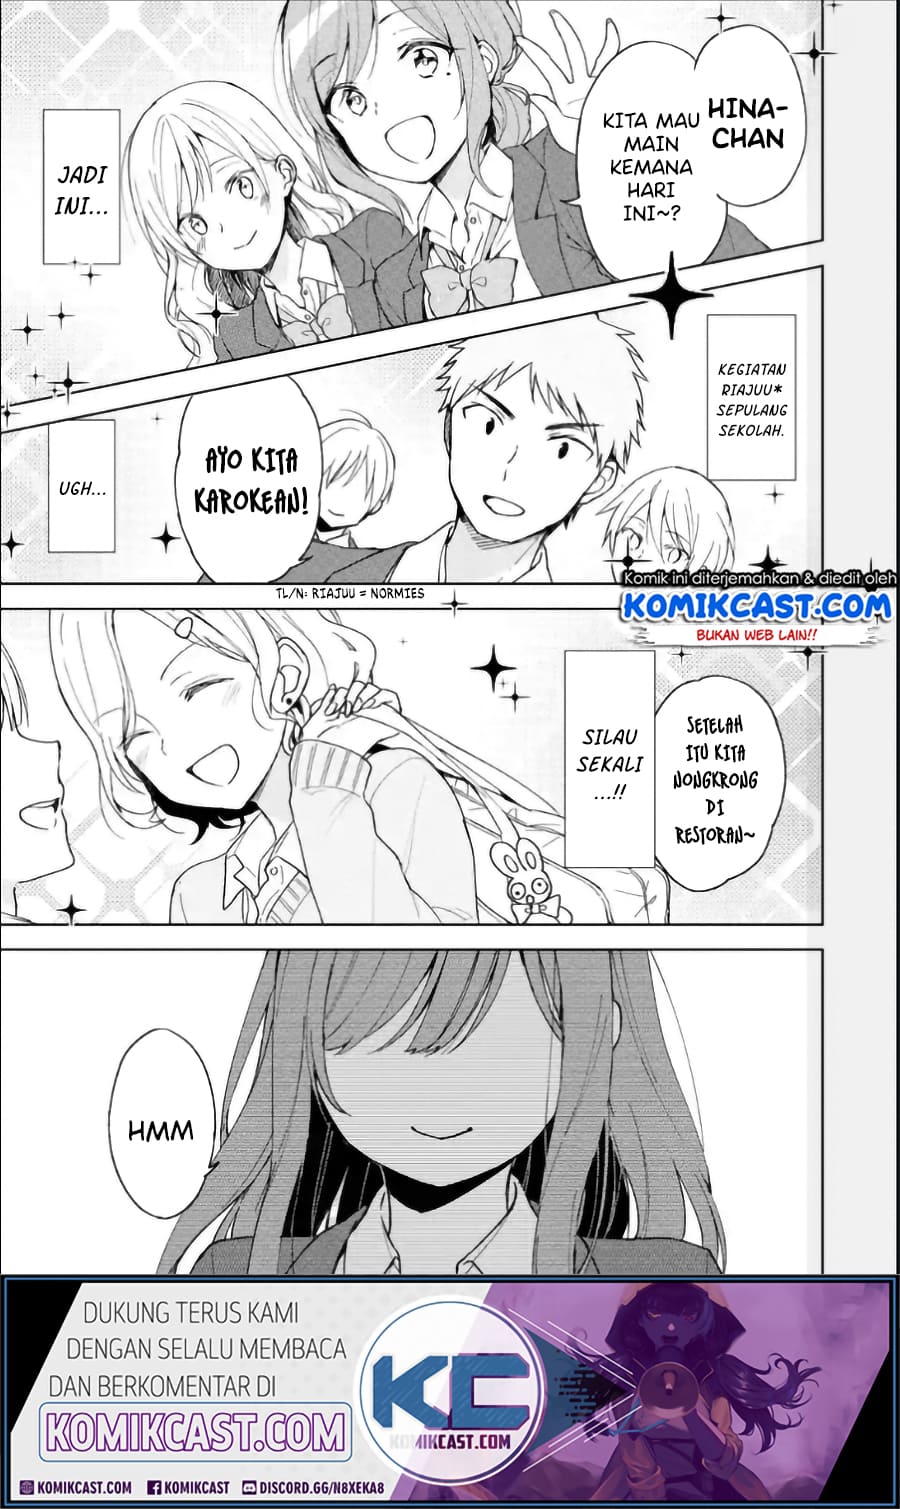 HINA-
CHAN
KITA MAU
MAIN
KEMANA
HARI
INI~?
JADI
INI...
KEGIATAN
RIAJUU*
SEPULANG
SEKOLAH.
AYO KITA
KARAOKEAN!
UGH...
TL/N: RIAJUU = NORMIES
Komik ini diterjemahkan & diedit oleh
KOMIKCAST.COM
BUKAN WEB LAIN!!
SETELAH
ITU KITA
NONGKRONG
DI
RESTORAN~
SILAU
SEKALI
...!!
HMM
DUKUNG TERUS KAMI
DENGAN SELALU MEMBACA
DAN BERKOMENTAR DI
KOMIKCAST.COM
KC
KOMIKCAST.COM
KOMIKCAST.COM
KOMIKCAST
DISCORD.GG/N8XEKA8